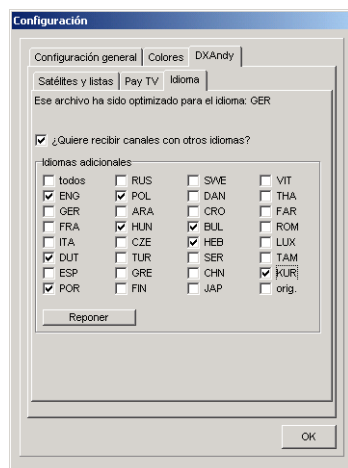 Configuración
Configuración general Colores DXAndy
Satélites y listas Pay TV Idioma
Ese archivo ha sido optimizado para el idioma: GER
¿Quiere recibir canales con otros idiomas?
Idiomas adicionales
todos RUS SWE VIT
ENG POL DAN THA
GER ARA CRO FAR
FRA HUN BUL ROM
ITA CZE HEB LUX
DUT TUR SER TAM
ESP GRE CHN KUR
POR FIN JAP orig.
Reponer
OK